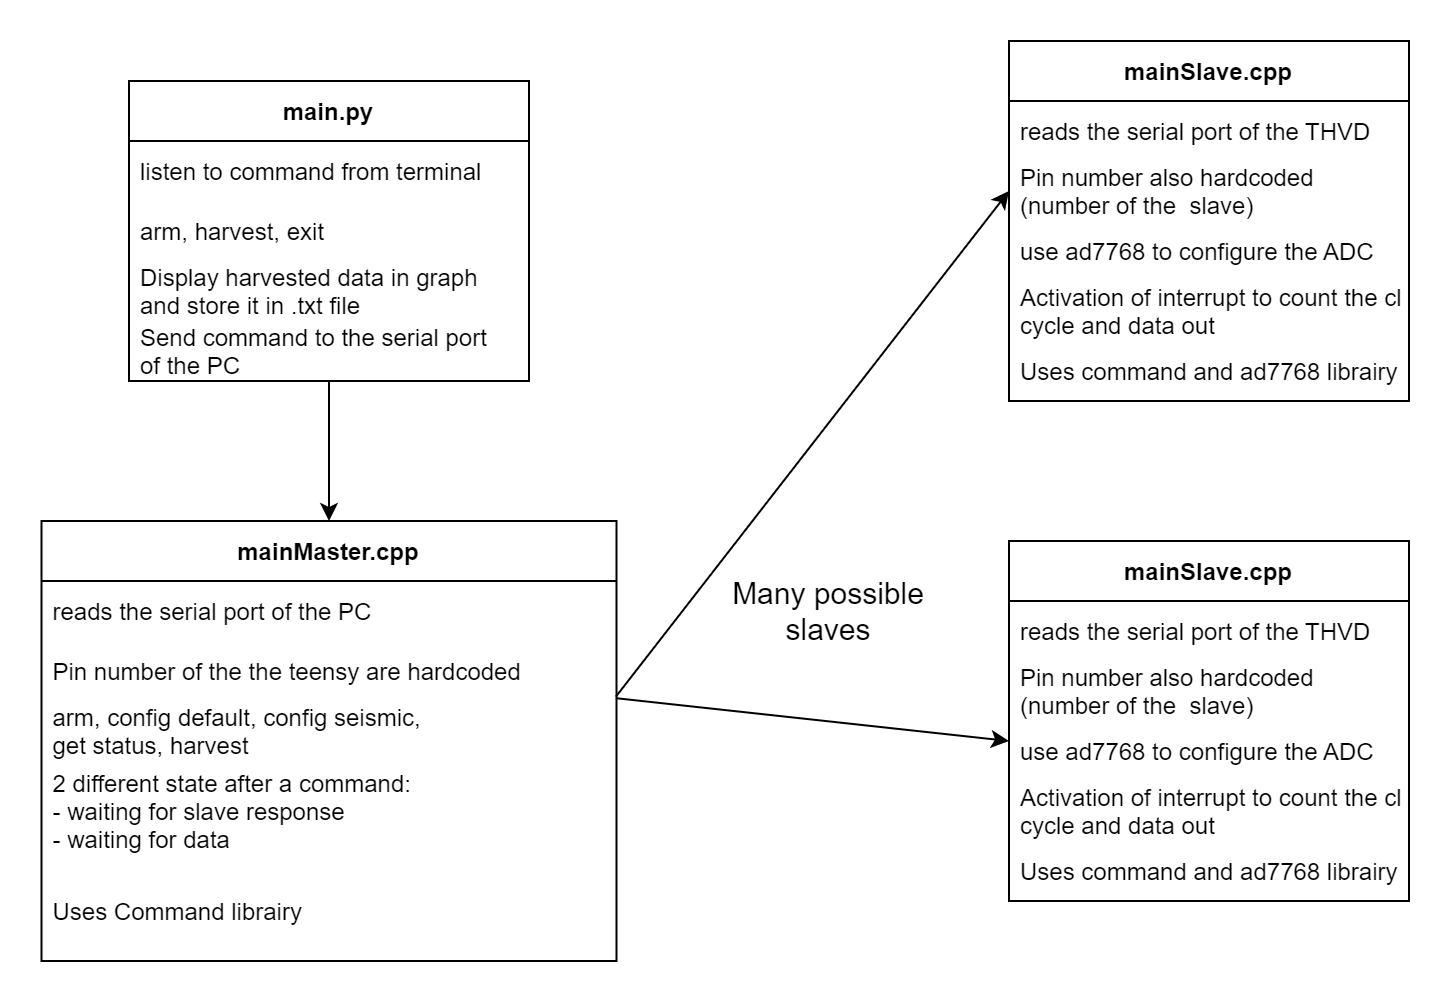 main.py
listen to command from terminal
arm, harvest, exit
Display harvested data in graph
and store it in .txt file
Send command to the serial port
of the PC
mainMaster.cpp
reads the serial port of the PC
Pin number of the the teensy are hardcoded
arm, config default, config seismic,
get status, harvest
2 different state after a command:
- waiting for slave response
- waiting for data
Uses Command librairy
Many possible
slaves
mainSlave.cpp
reads the serial port of the THVD
Pin number also hardcoded
(number of the  slave)
use ad7768 to configure the ADC
Activation of interrupt to count the cl
cycle and data out
Uses command and ad7768 librairy
mainSlave.cpp
reads the serial port of the THVD
Pin number also hardcoded
(number of the  slave)
use ad7768 to configure the ADC
Activation of interrupt to count the cl
cycle and data out
Uses command and ad7768 librairy